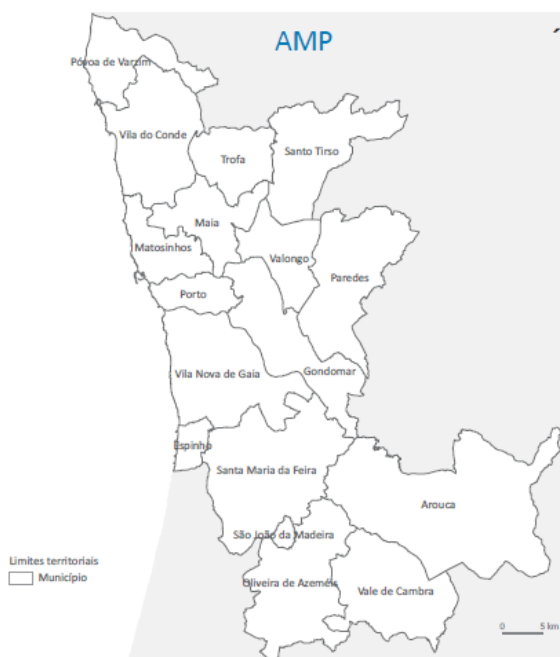 AMP
Póvoa de Varzim
Vila do Conde
Trofa
Santo Tirso
Maia
Matosinhos
Valongo
Paredes
Porto
Vila Nova de Gaia
Gondomar
Espinho
Santa Maria da Feira
Arouca
São João da Madeira
Limites territoriais
Município
Oliveira de Azeméis
Vale de Cambra
0 5 km